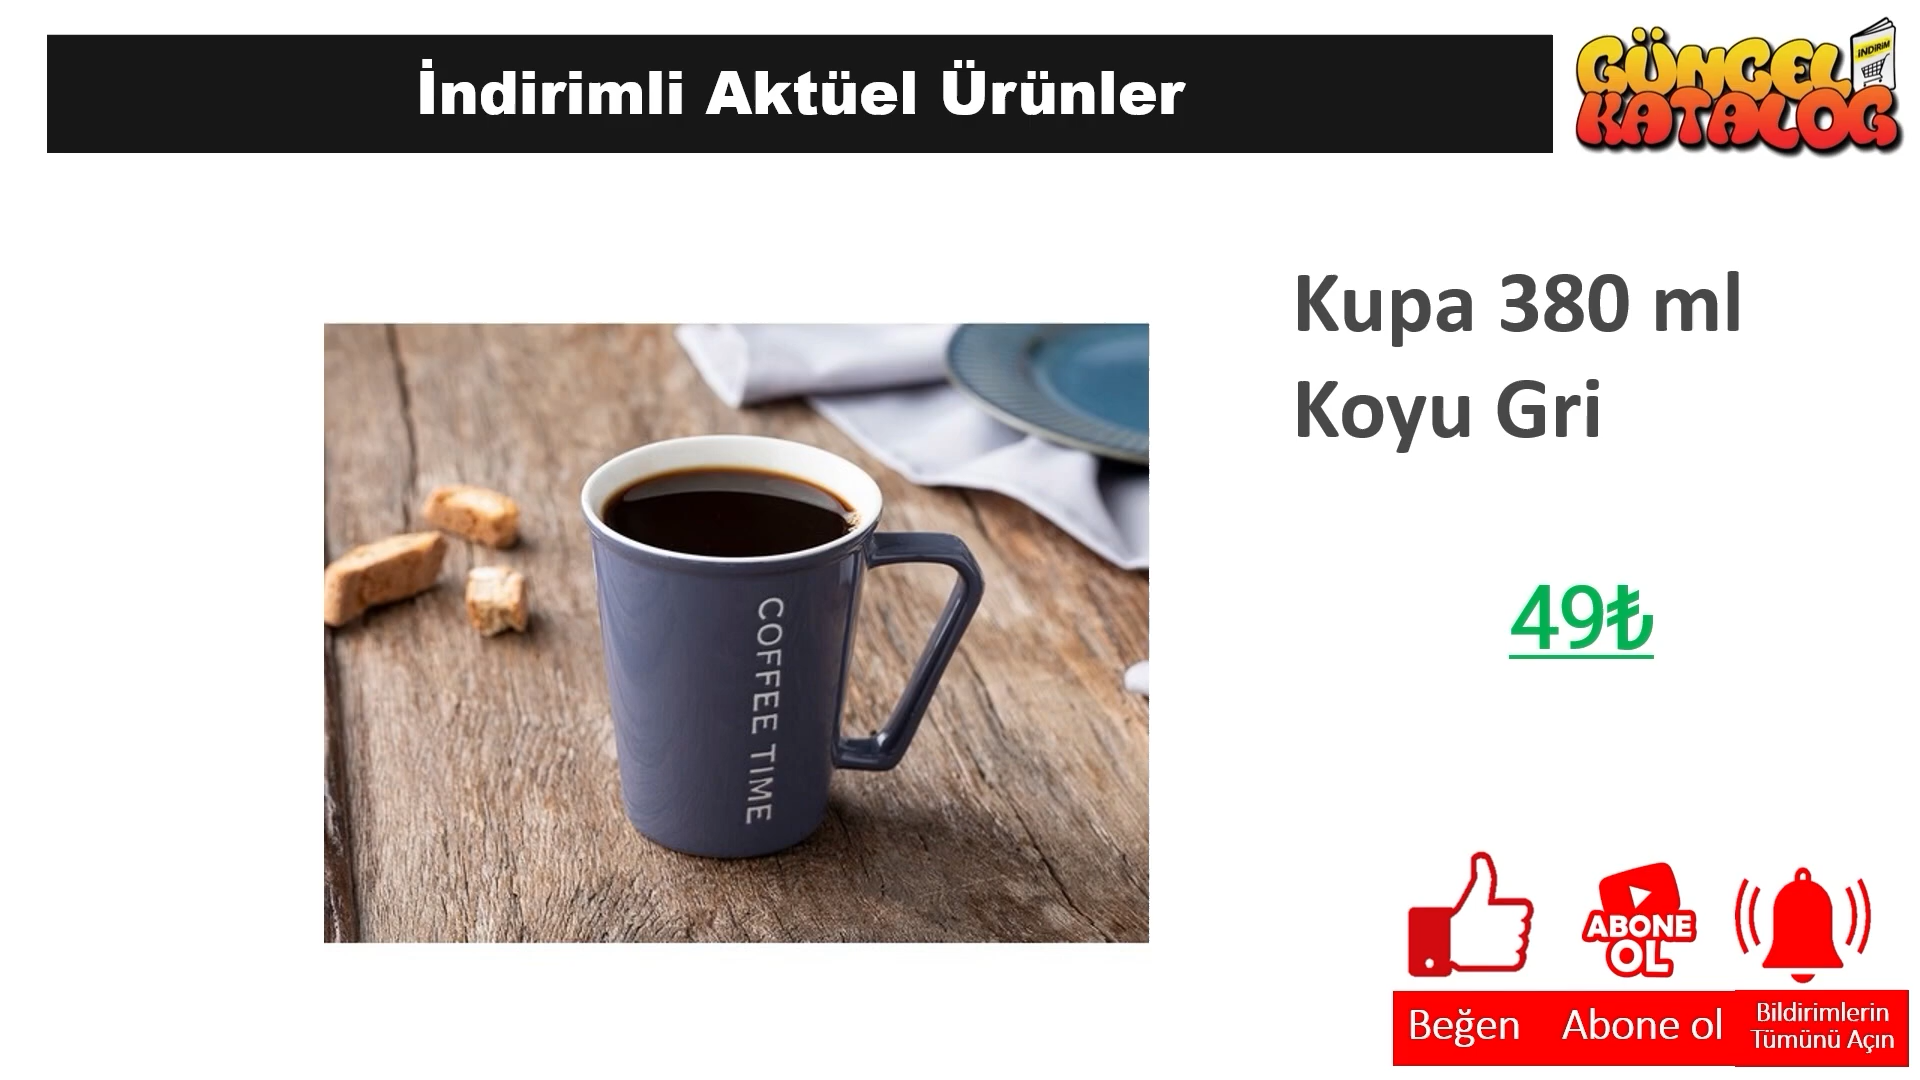 İndirimli Aktüel Ürünler
GÜNCEL
KATALOG
İNDİRİM
Kupa 380 ml
Koyu Gri
COFFEE TIME
49₺
ABONE
OL
Beğen
Abone ol
Bildirimlerin
Tümünü Açın